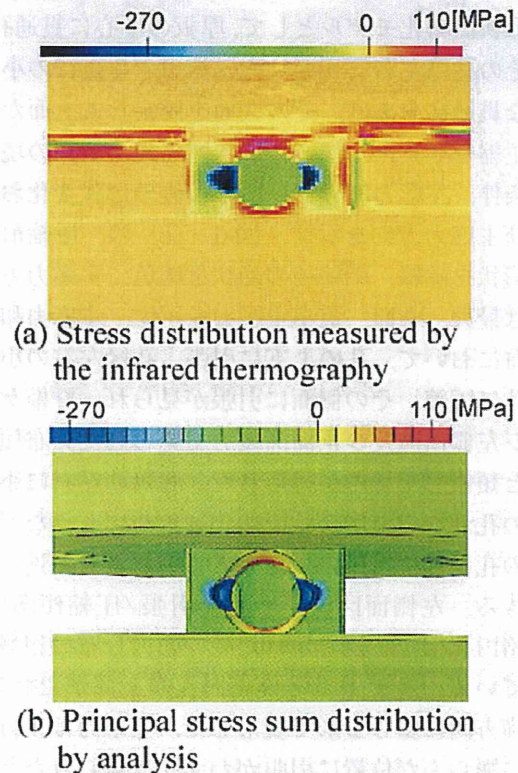 -270 0 110[MPa]
(a) Stress distribution measured by
the infrared thermography
-270 0 110[MPa]
(b) Principal stress sum distribution
by analysis